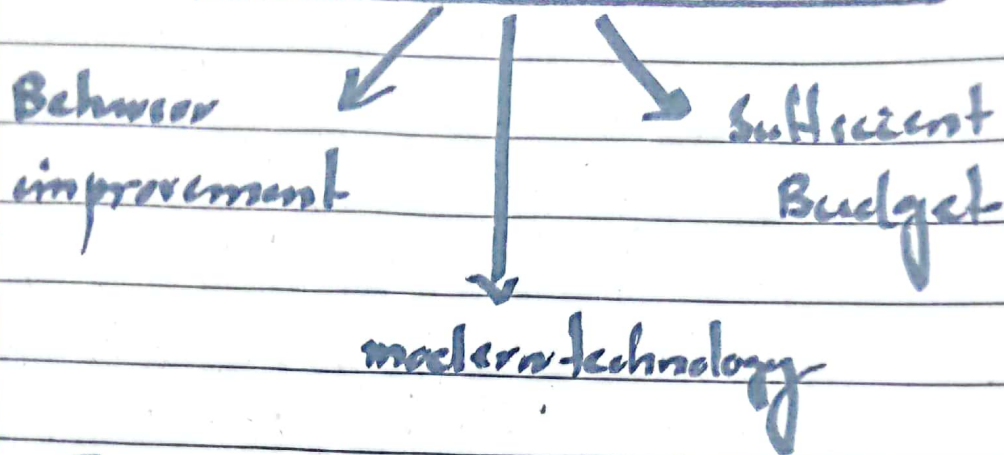 Behavior
improvement
Sufficient
Budget
modern technology